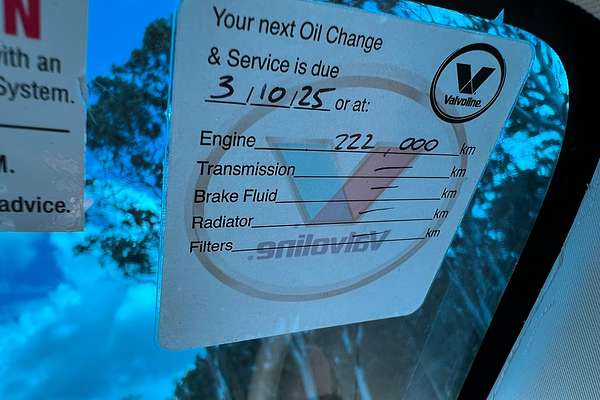 N
with an
System.
M.
advice.
Your next Oil Change
& Service is due
3/10/25 or at:
Valvoline
Engine 222,000 km
Transmission — km
Brake Fluid — km
Radiator — km
Filters km
Valvoline.